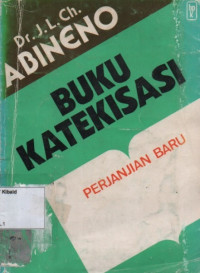 Dr. J. L. Ch.
ABINENO
BUKU
KATEKISASI
PERJANJIAN BARU